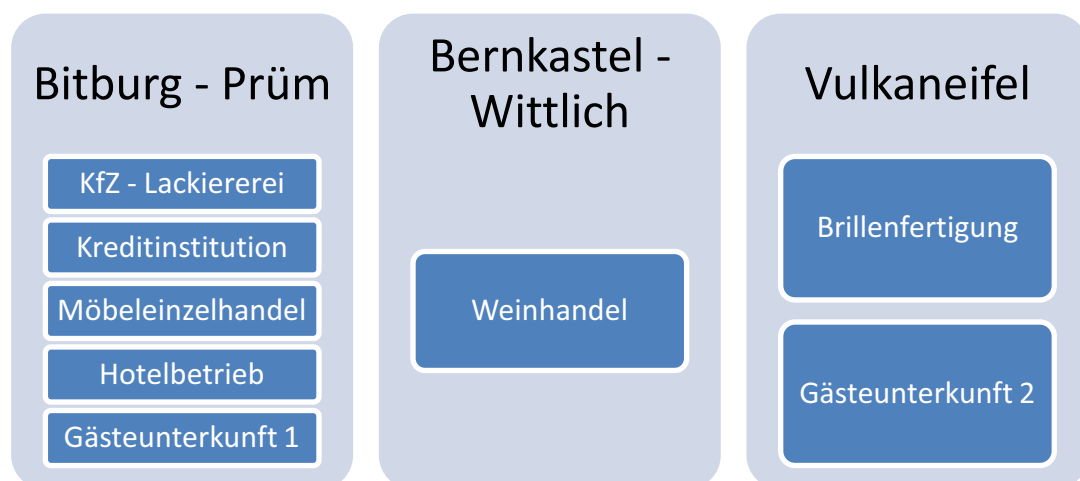 Bitburg - Prüm
KfZ - Lackiererei
Kreditinstitution
Möbeleinzelhandel
Hotelbetrieb
Gästeunterkunft 1
Bernkastel -
Wittlich
Weinhandel
Vulkaneifel
Brillenfertigung
Gästeunterkunft 2